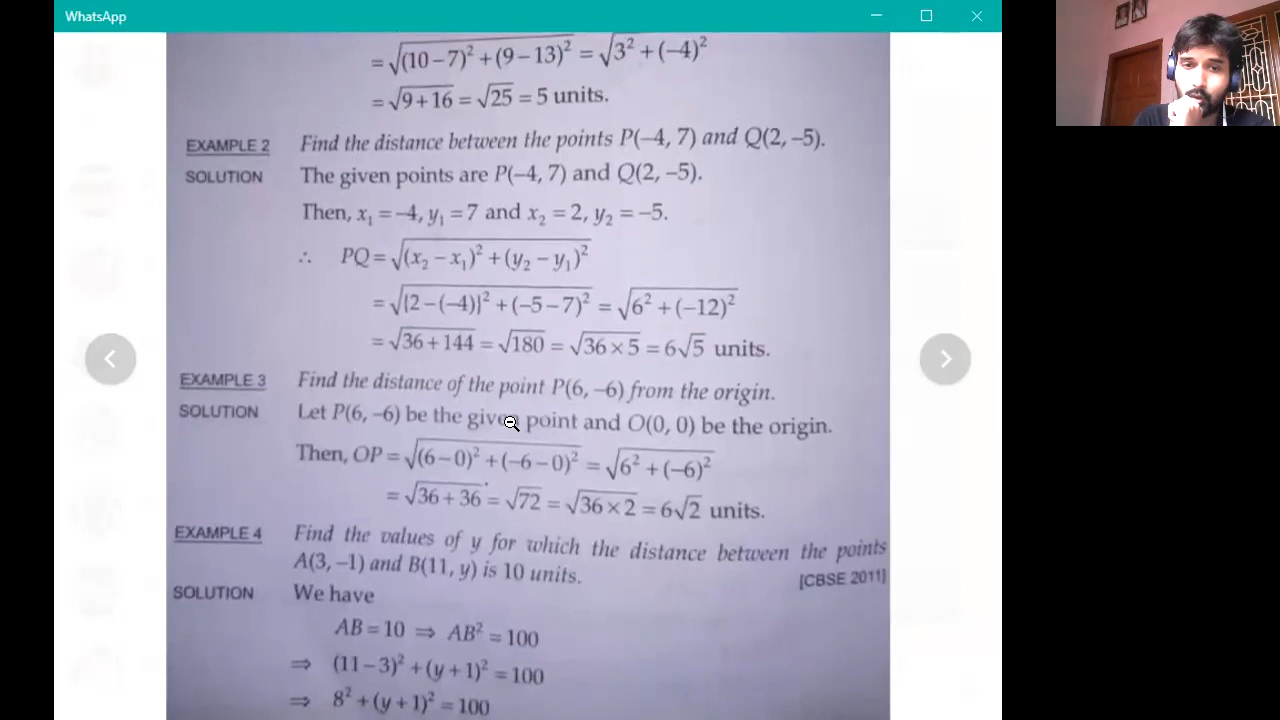 WhatsApp
= √(10 – 7)² + (9 – 13)² = √3² + (–4)²
= √9 + 16 = √25 = 5 units.
EXAMPLE 2 Find the distance between the points P(–4, 7) and Q(2, –5).
SOLUTION The given points are P(–4, 7) and Q(2, –5).
Then, x₁ = –4, y₁ = 7 and x₂ = 2, y₂ = –5.
∴ PQ = √(x₂ – x₁)² + (y₂ – y₁)²
= √{2 – (–4)}² + (–5 – 7)² = √6² + (–12)²
= √36 + 144 = √180 = √36 × 5 = 6√5 units.
EXAMPLE 3 Find the distance of the point P(6, –6) from the origin.
SOLUTION Let P(6, –6) be the given point and O(0, 0) be the origin.
Then, OP = √(6 – 0)² + (–6 – 0)² = √6² + (–6)²
= √36 + 36 = √72 = √36 × 2 = 6√2 units.
EXAMPLE 4 Find the values of y for which the distance between the points
A(3, –1) and B(11, y) is 10 units. [CBSE 2011]
SOLUTION We have
AB = 10 ⇒ AB² = 100
⇒ (11 – 3)² + (y + 1)² = 100
⇒ 8² + (y + 1)² = 100